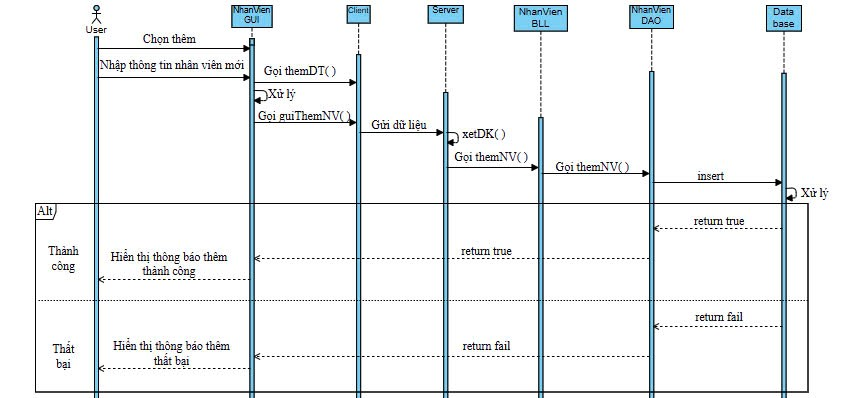 User
NhanVien
GUI
Client
Server
NhanVien
BLL
NhanVien
DAO
Data
base
Chọn thêm
Nhập thông tin nhân viên mới
Gọi themDT( )
Xử lý
Gọi guiThemNV( )
Gửi dữ liệu
xetDK( )
Gọi themNV( )
Gọi themNV( )
insert
Xử lý
Alt
return true
Thành
công
Hiển thị thông báo thêm
thành công
return true
return fail
Thất
bại
Hiển thị thông báo thêm
thất bại
return fail